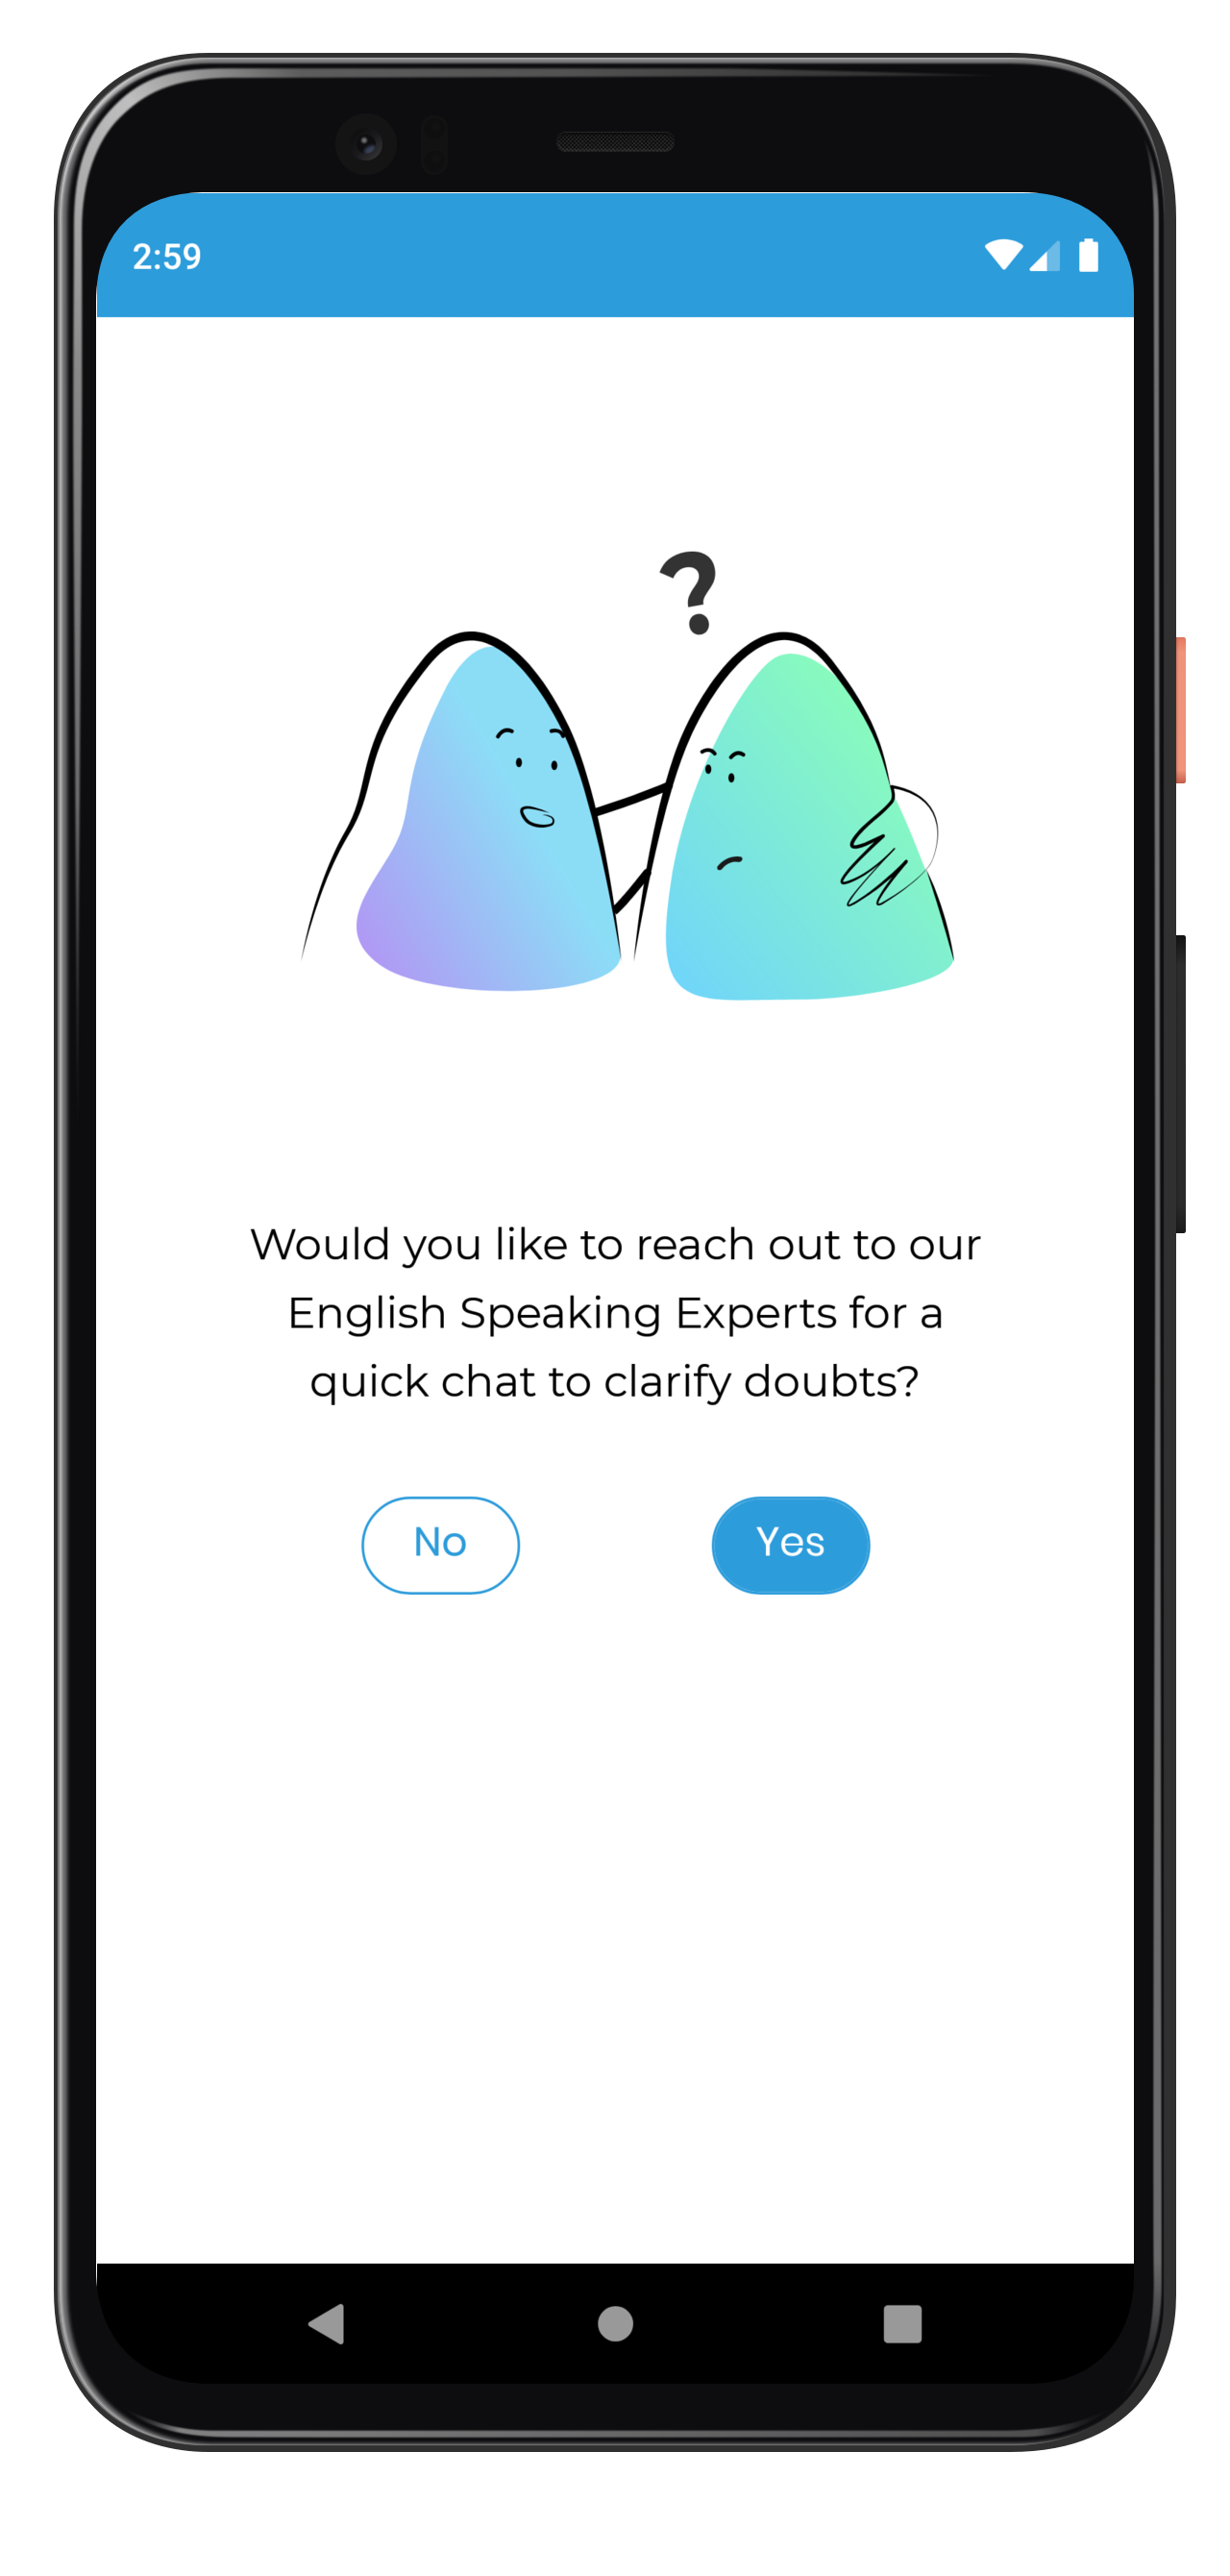 2:59
?
Would you like to reach out to our
English Speaking Experts for a
quick chat to clarify doubts?
No
Yes